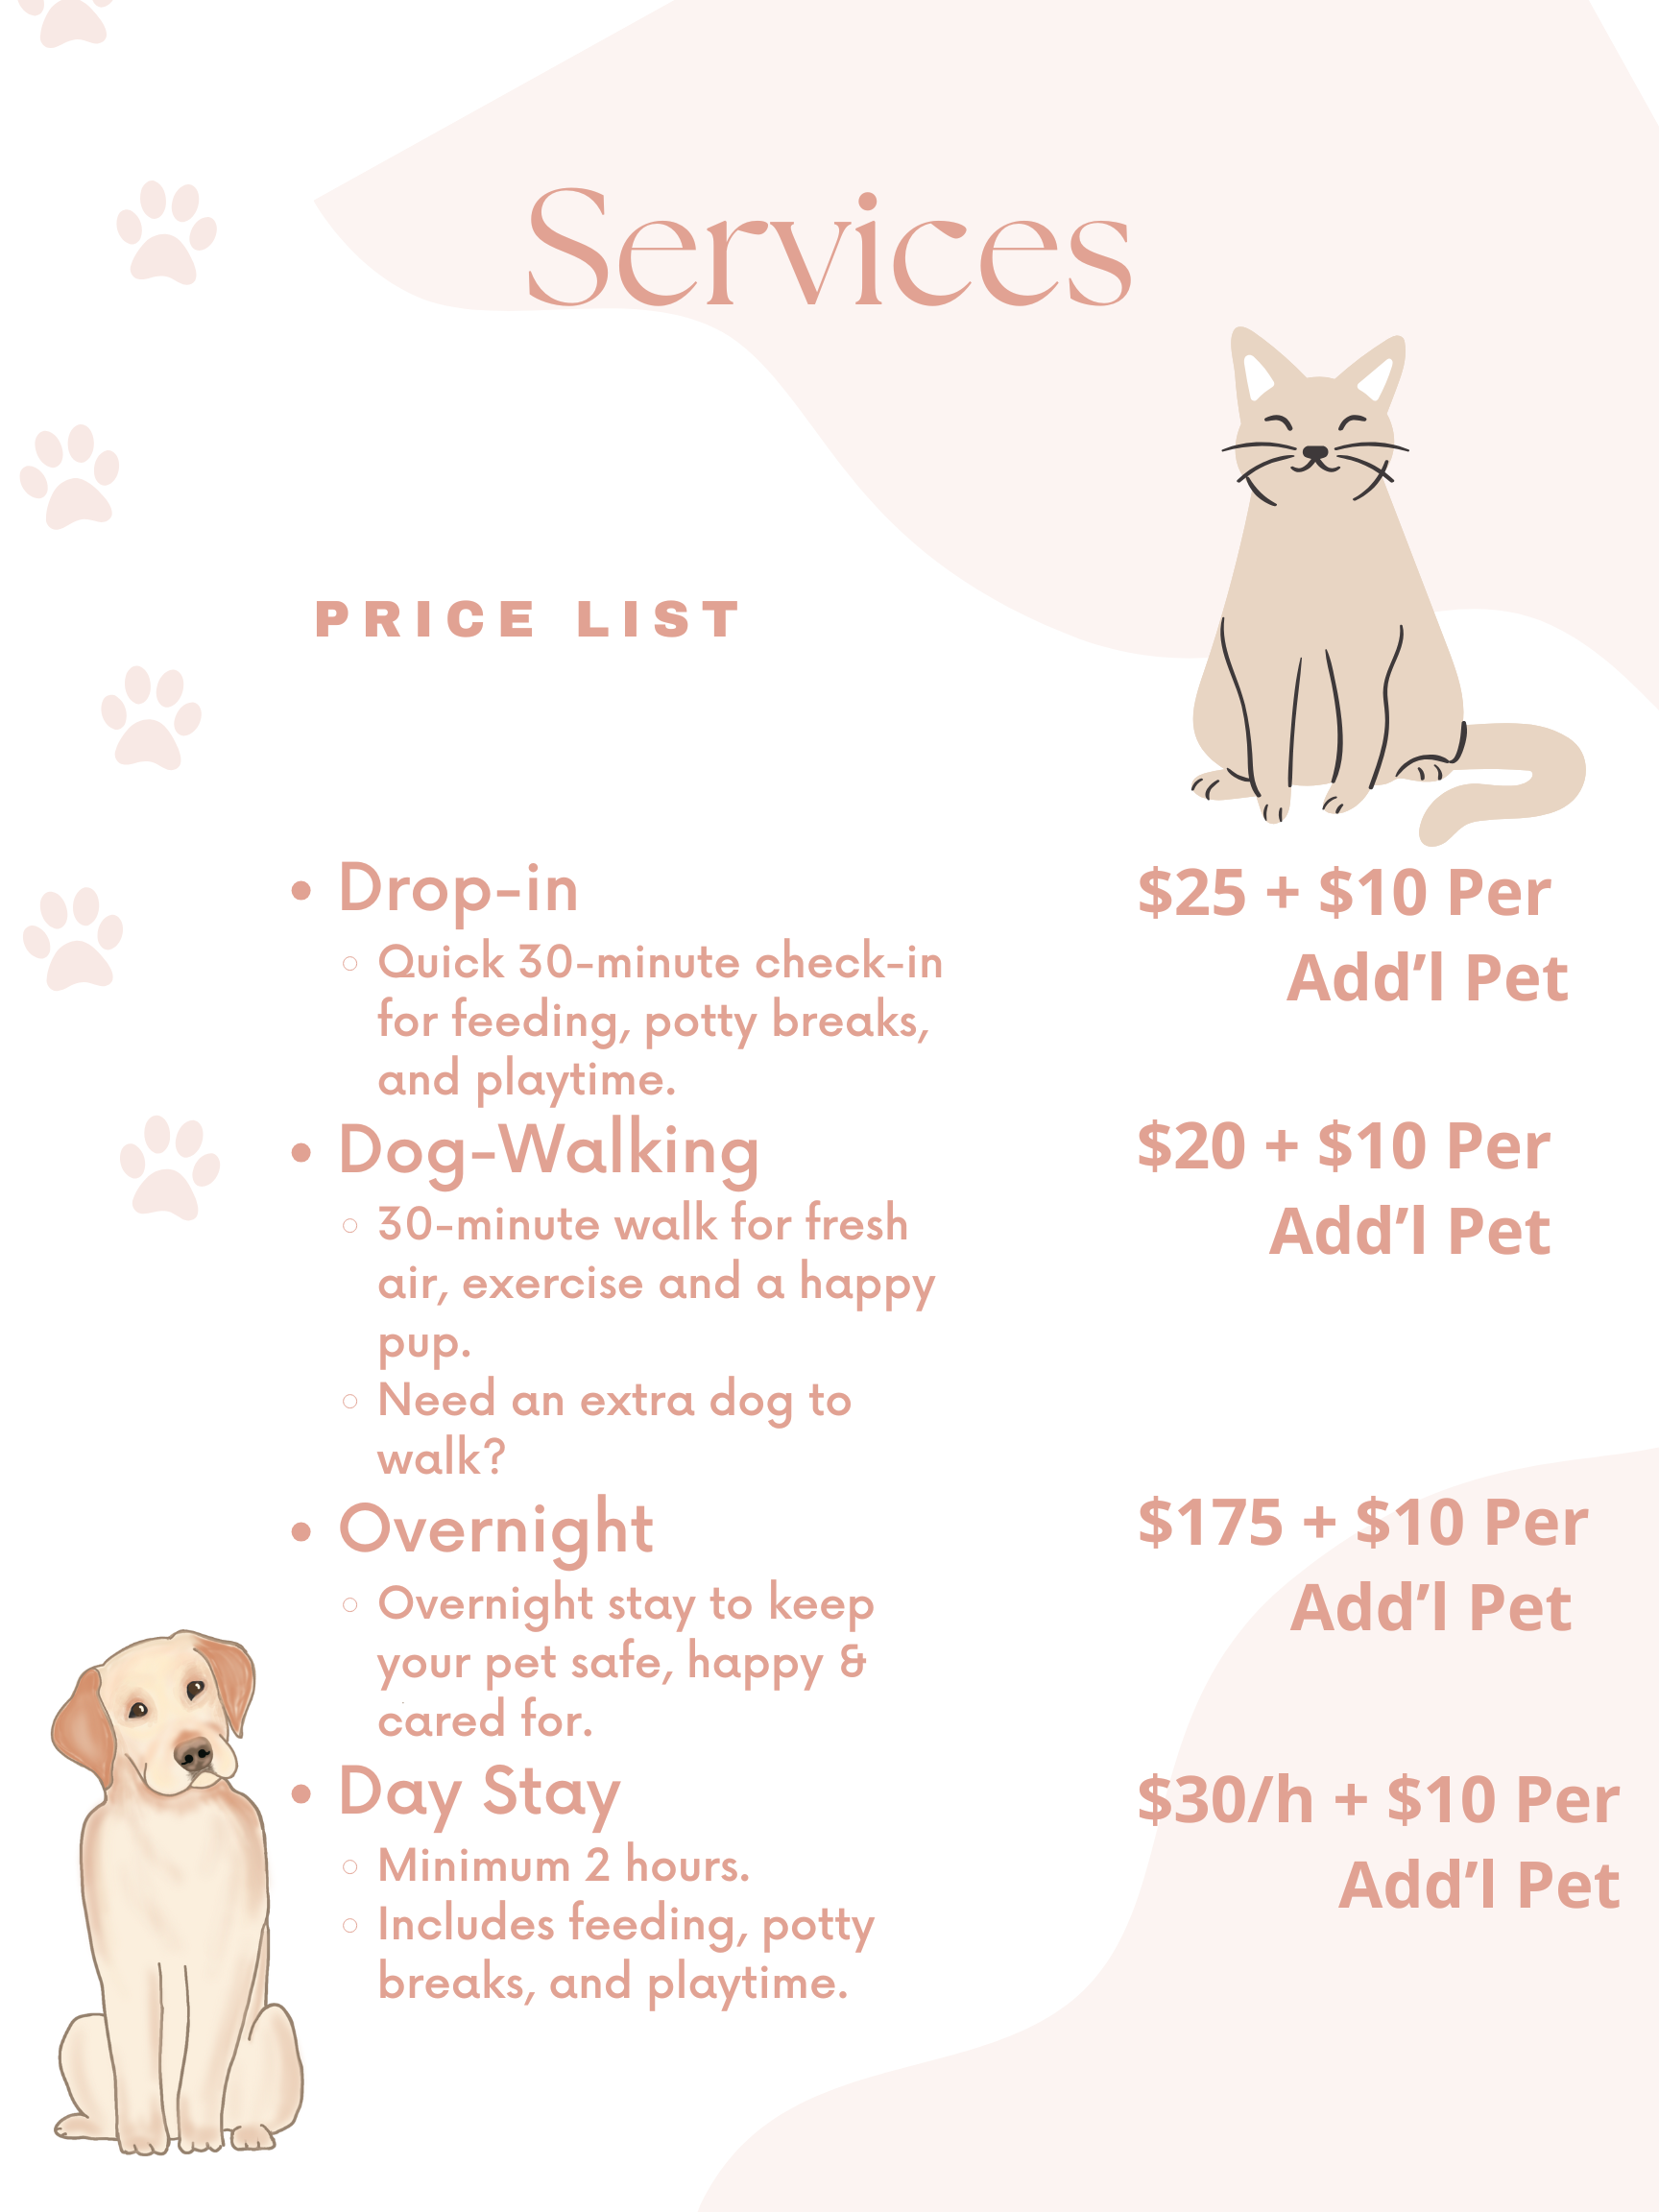 Services
PRICE LIST
• Drop-in
$25 + $10 Per
Add’l Pet
○ Quick 30-minute check-in
for feeding, potty breaks,
and playtime.
• Dog-Walking
$20 + $10 Per
Add’l Pet
○ 30-minute walk for fresh
air, exercise and a happy
pup.
○ Need an extra dog to
walk?
• Overnight
$175 + $10 Per
Add’l Pet
○ Overnight stay to keep
your pet safe, happy &
cared for.
• Day Stay
$30/h + $10 Per
Add’l Pet
○ Minimum 2 hours.
○ Includes feeding, potty
breaks, and playtime.